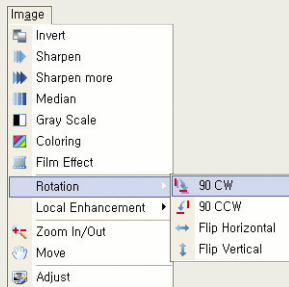 Image
Invert
Sharpen
Sharpen more
Median
Gray Scale
Coloring
Film Effect
Rotation
90 CW
Local Enhancement
90 CCW
Zoom In/Out
Flip Horizontal
Move
Flip Vertical
Adjust